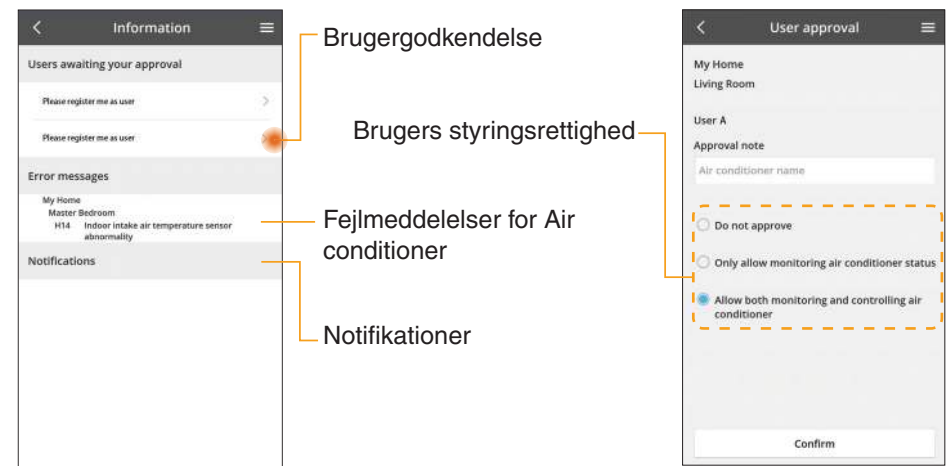 Information
Users awaiting your approval
Please register me as user
Please register me as user
Error messages
My Home
Master Bedroom
H14 Indoor intake air temperature sensor
abnormality
Notifications
Brugergodkendelse
Brugers styringsrettighed
Fejlmeddelelser for Air
conditioner
Notifikationer
User approval
My Home
Living Room
User A
Approval note
Air conditioner name
Do not approve
Only allow monitoring air conditioner status
Allow both monitoring and controlling air
conditioner
Confirm